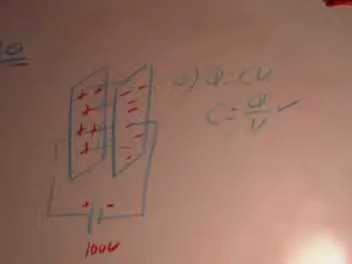 a) Q=CV
C=Q/V ✓
+ -
100V